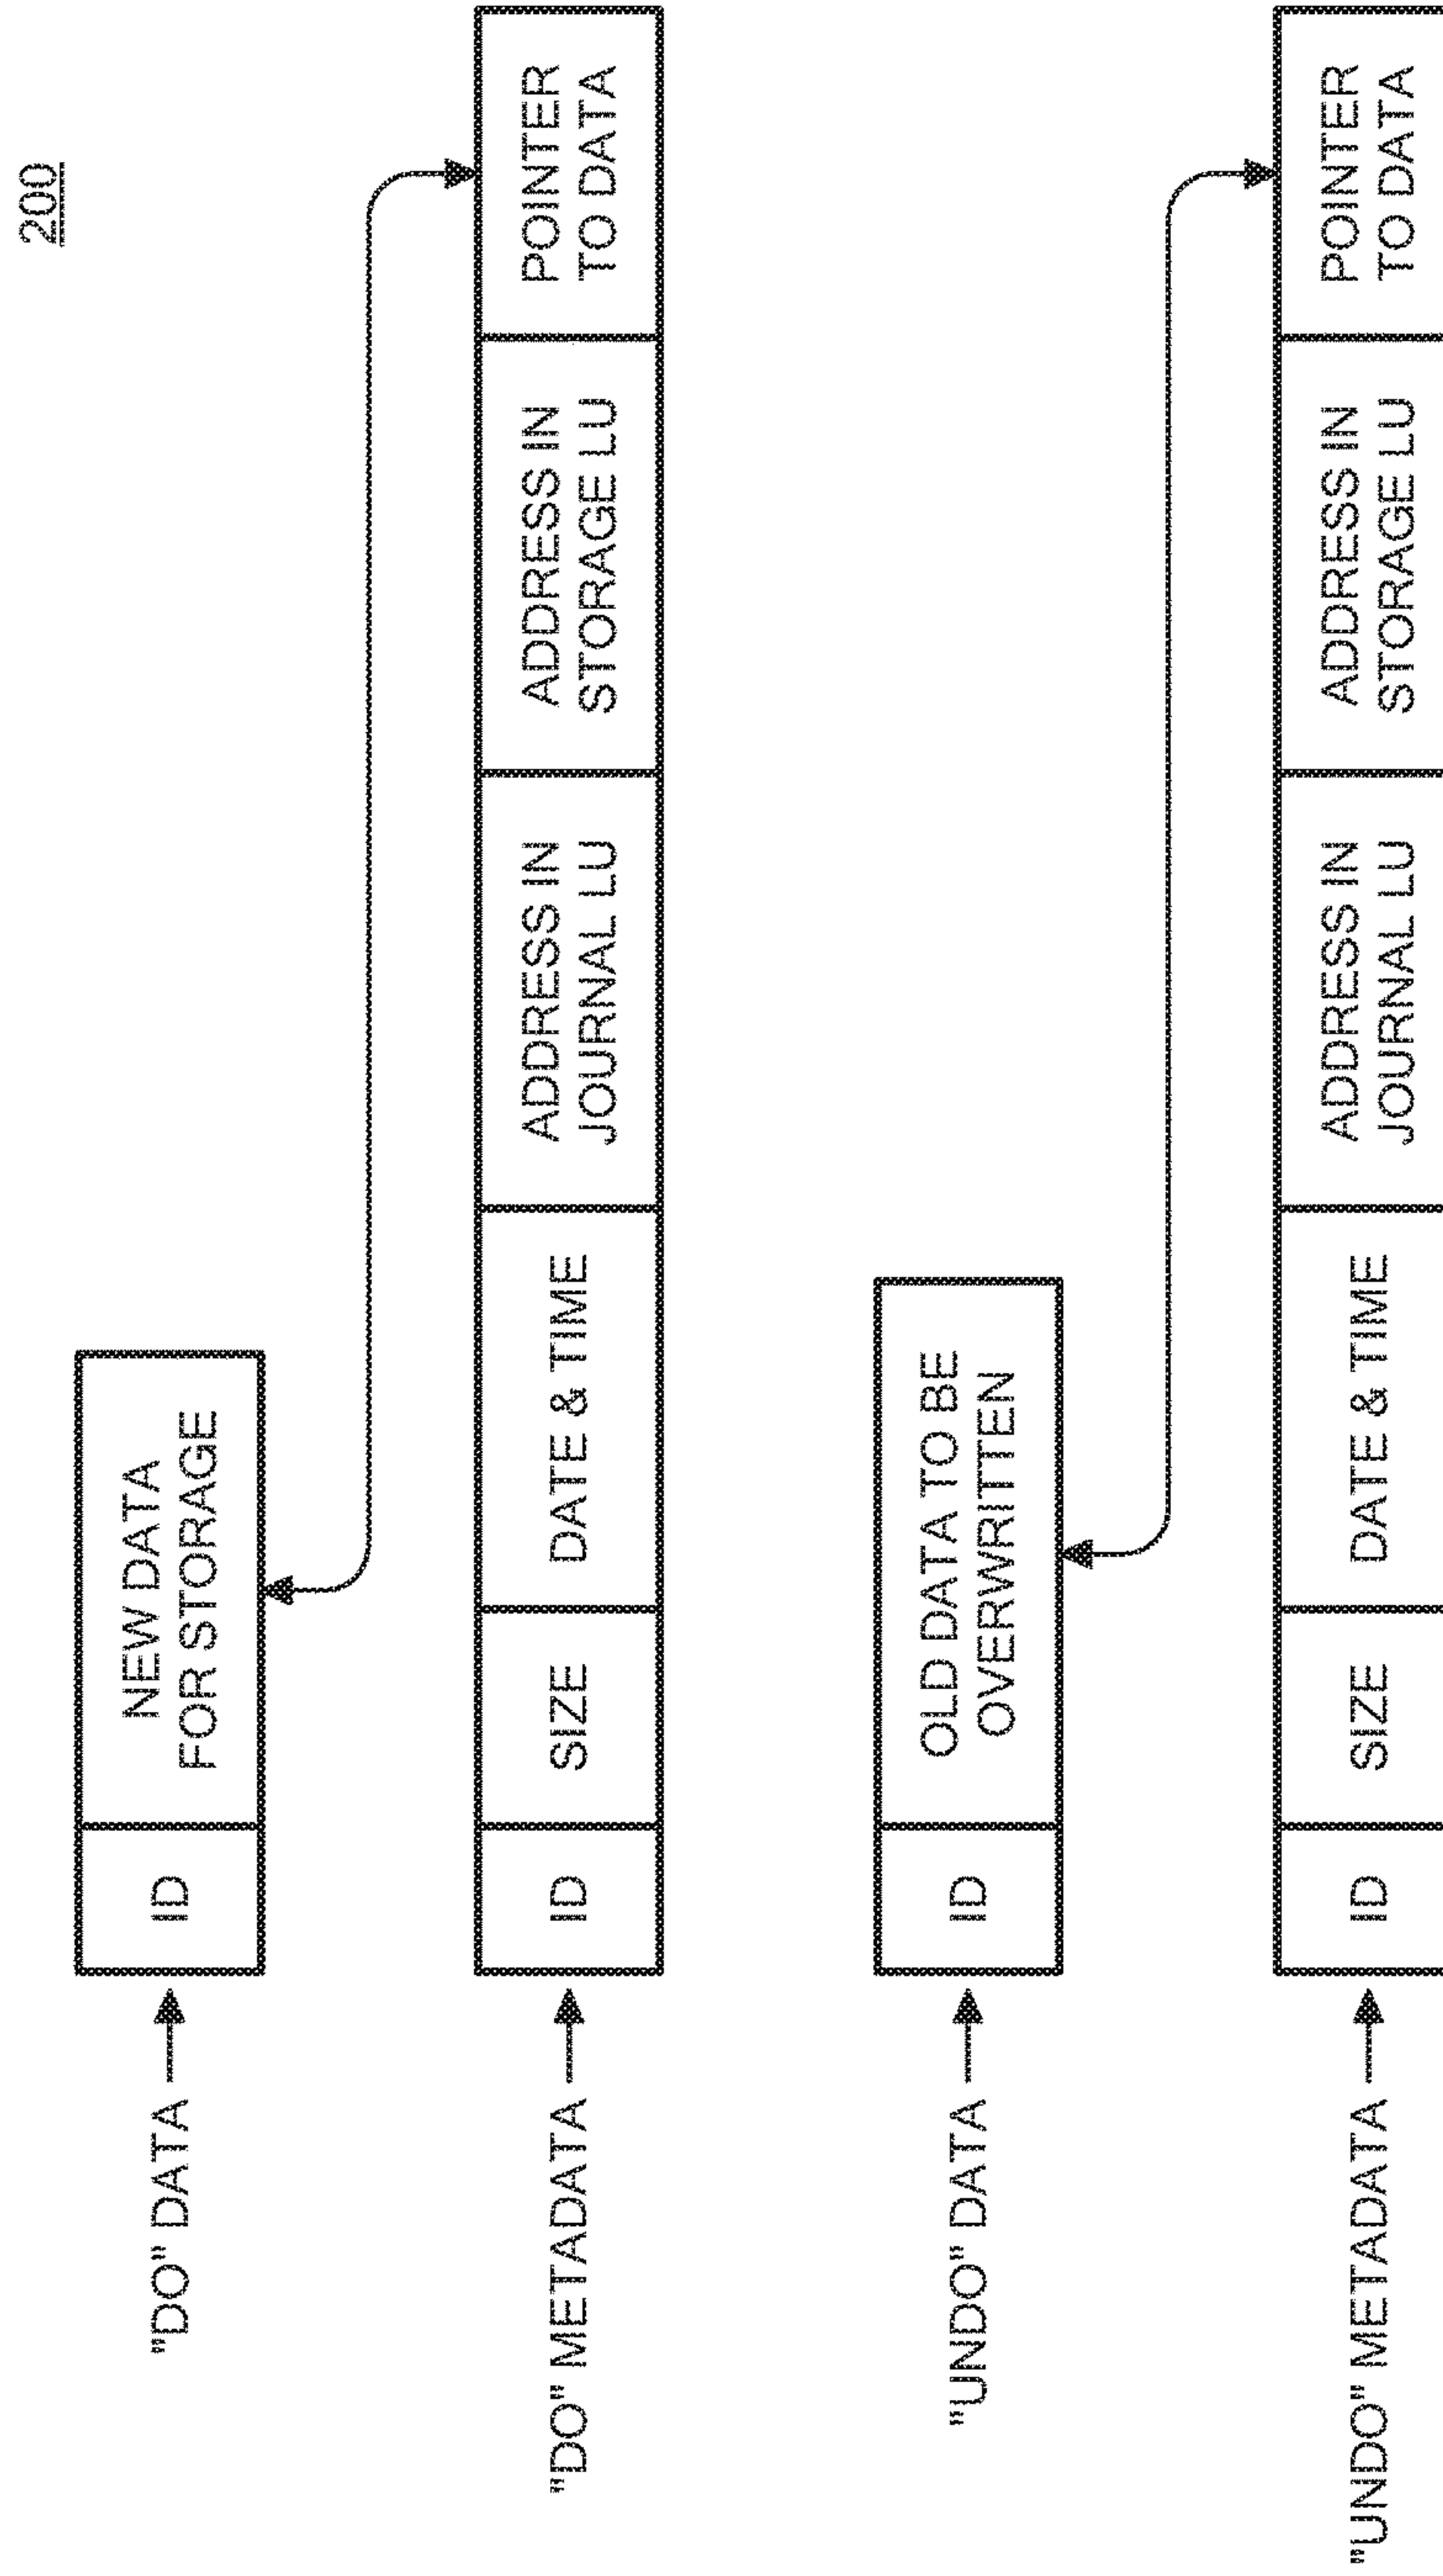 200
"DO" DATA
ID
NEW DATA
FOR STORAGE
"DO" METADATA
ID
SIZE
DATE & TIME
ADDRESS IN
JOURNAL LU
ADDRESS IN
STORAGE LU
POINTER
TO DATA
"UNDO" DATA
ID
OLD DATA TO BE
OVERWRITTEN
"UNDO" METADATA
ID
SIZE
DATE & TIME
ADDRESS IN
JOURNAL LU
ADDRESS IN
STORAGE LU
POINTER
TO DATA